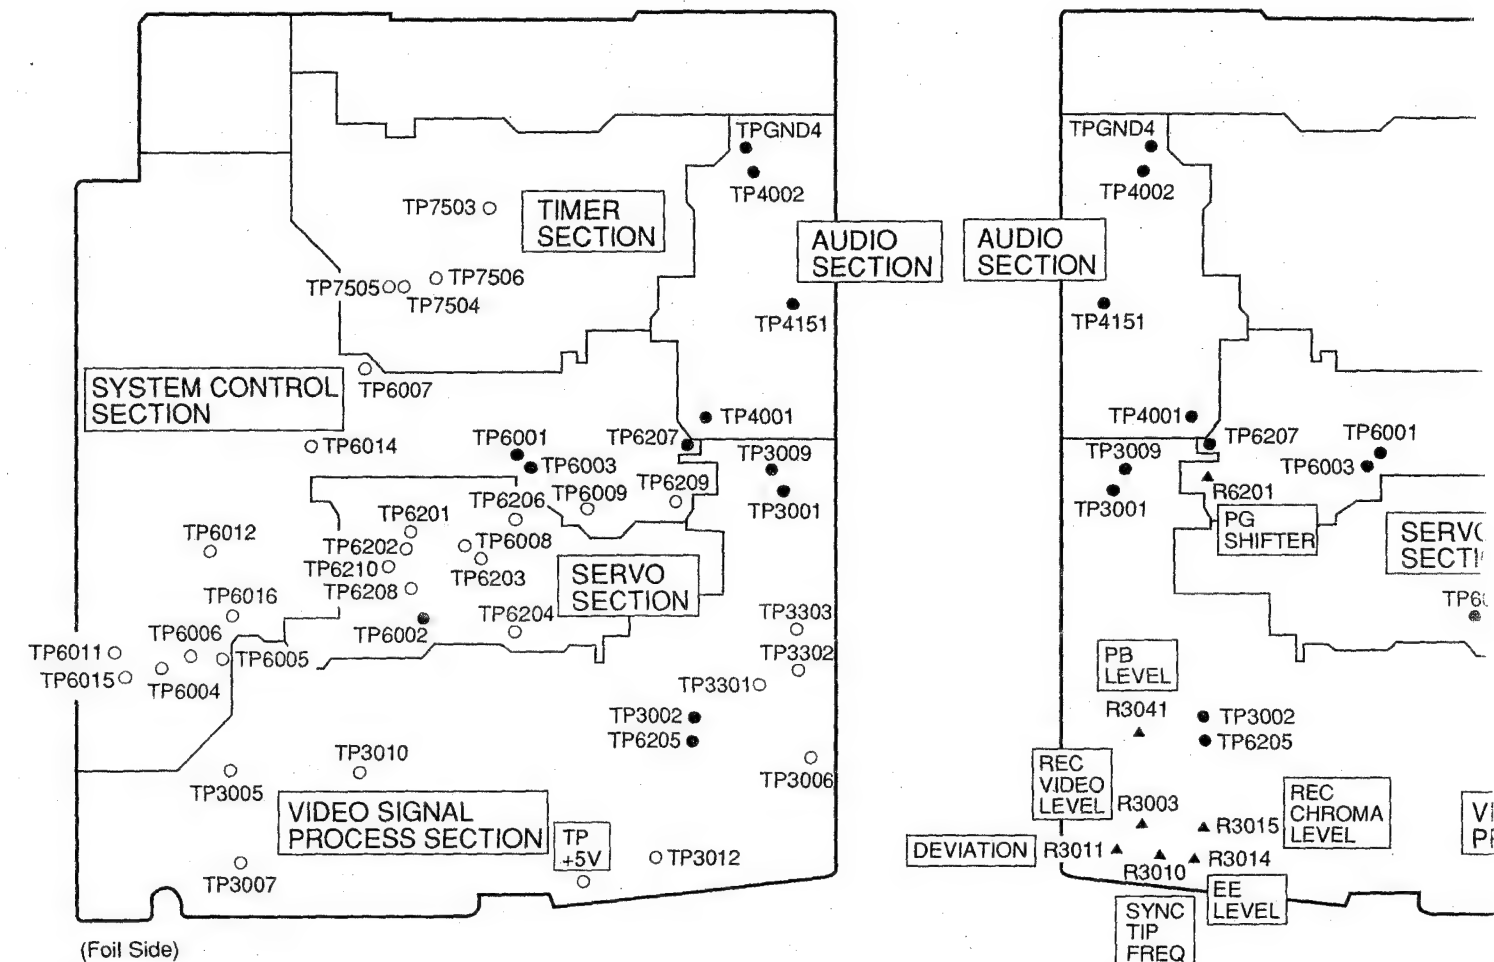 TPGND4
TP4002
TP7503
TIMER
SECTION
AUDIO
SECTION
TP7506
TP7505
TP7504
TP4151
TP6007
SYSTEM CONTROL
SECTION
TP4001
TP6014
TP6001
TP6207
TP6003
TP3009
TP6206
TP6009
TP6209
TP3001
TP6201
TP6012
TP6202
TP6008
TP6210
TP6203
SERVO
SECTION
TP6208
TP6016
TP6204
TP3303
TP6002
TP6006
TP6011
TP6005
TP3302
TP6015
TP6004
TP3301
TP3002
TP6205
TP3010
TP3005
TP3006
VIDEO SIGNAL
PROCESS SECTION
TP
+5V
TP3012
TP3007
(Foil Side)
TPGND4
TP4002
AUDIO
SECTION
TP4151
TP4001
TP6207
TP6001
TP3009
TP6003
R6201
TP3001
PG
SHIFTER
SERV
SECTI
TP6
PB
LEVEL
R3041
TP3002
TP6205
REC
VIDEO
LEVEL
R3003
REC
CHROMA
LEVEL
R3015
VI
P
DEVIATION
R3011
R3010
R3014
EE
LEVEL
SYNC
TIP
FREQ